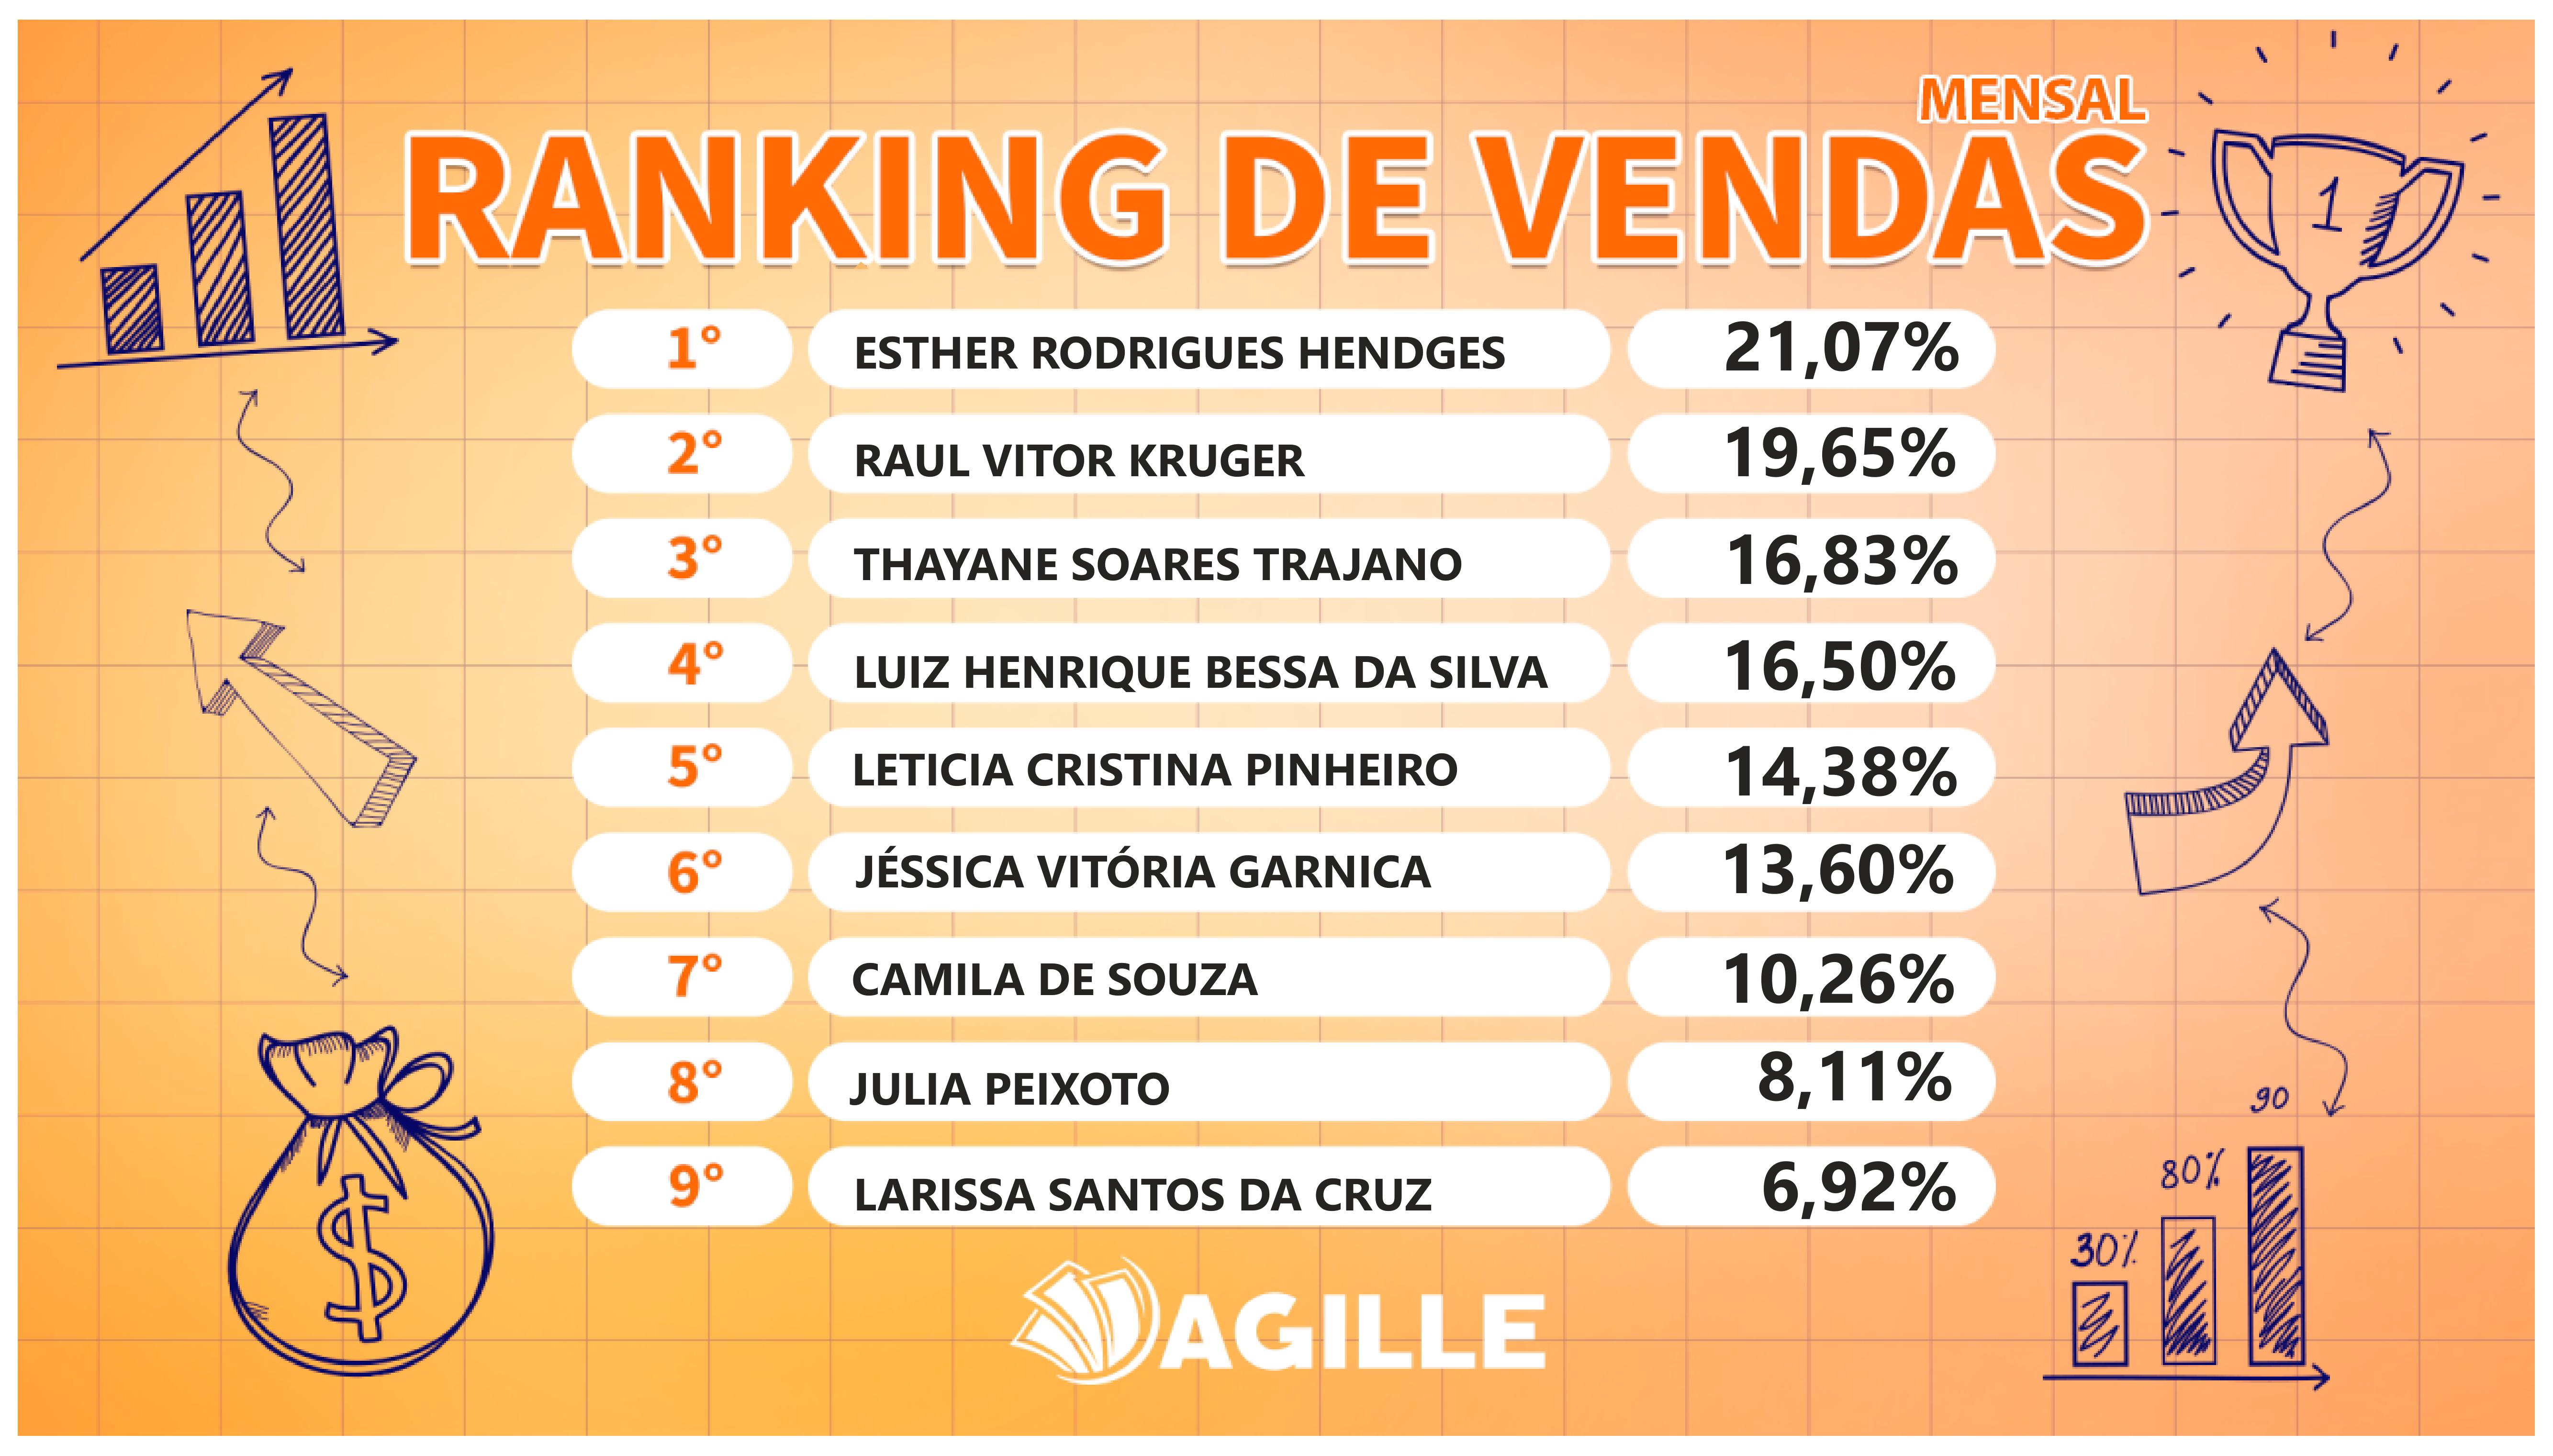 MENSAL
RANKING DE VENDAS
1
1° ESTHER RODRIGUES HENDGES 21,07%
2° RAUL VITOR KRUGER 19,65%
3° THAYANE SOARES TRAJANO 16,83%
4° LUIZ HENRIQUE BESSA DA SILVA 16,50%
5° LETICIA CRISTINA PINHEIRO 14,38%
6° JÉSSICA VITÓRIA GARNICA 13,60%
7° CAMILA DE SOUZA 10,26%
8° JULIA PEIXOTO 8,11%
9° LARISSA SANTOS DA CRUZ 6,92%
90
80%
30%
$
AGILLE